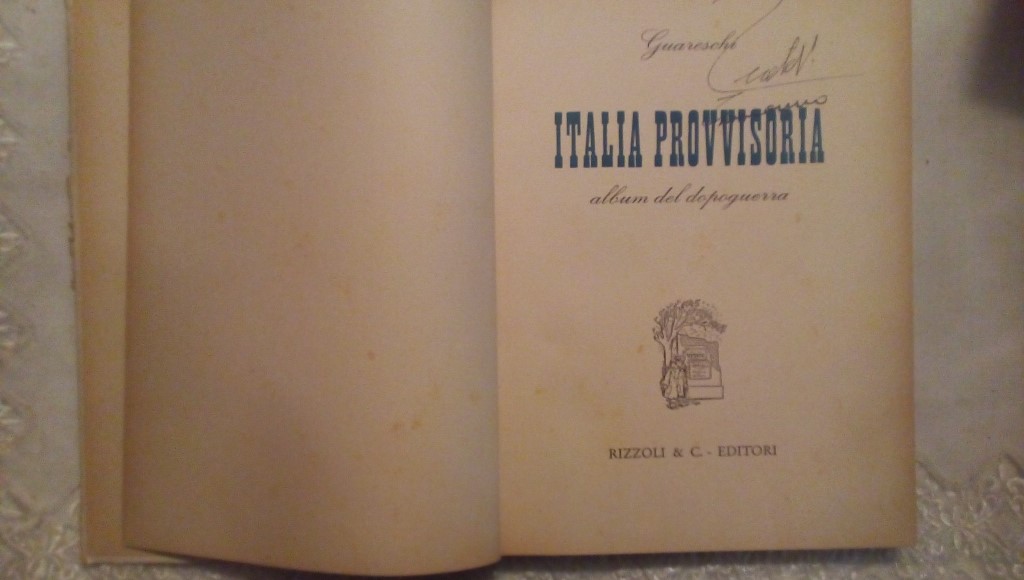 Guareschi
ITALIA PROVVISORIA
album del dopoguerra
RIZZOLI & C. - EDITORI